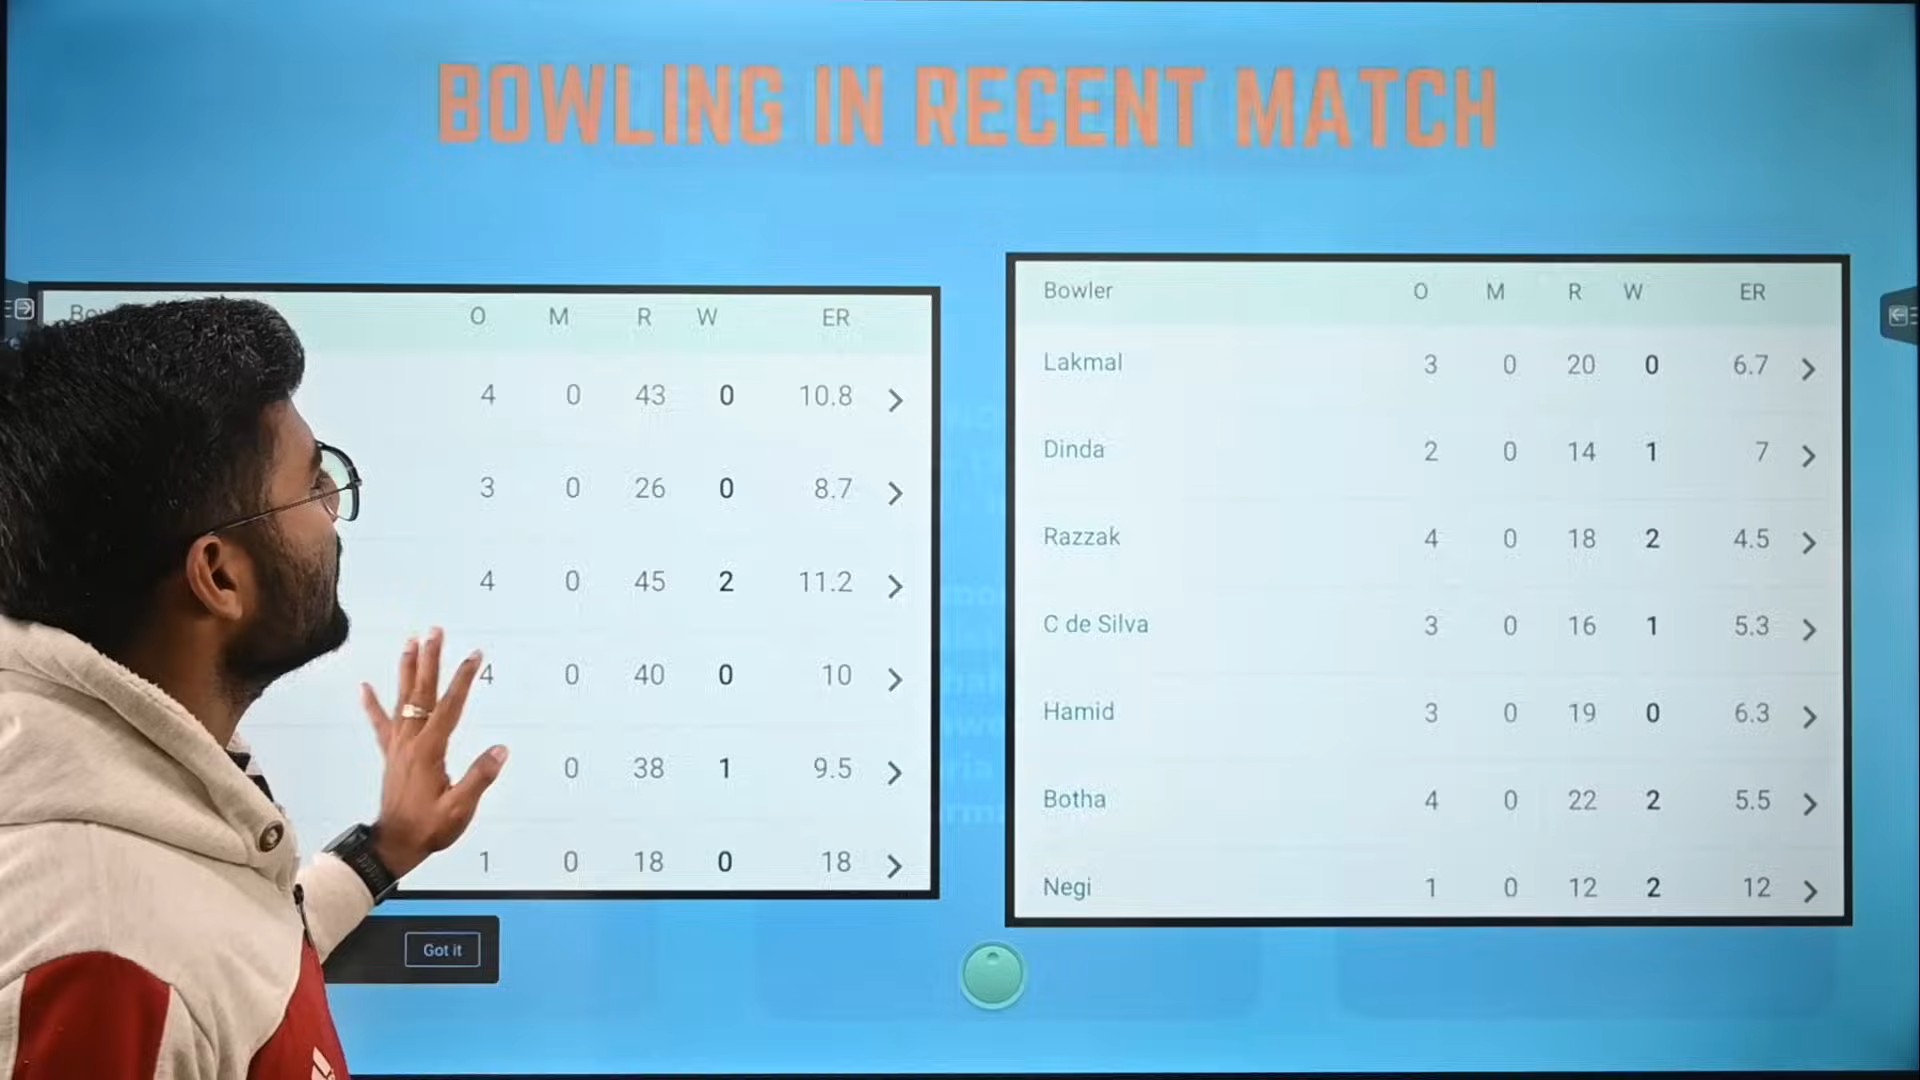 BOWLING IN RECENT MATCH
O M R W ER
4 0 43 0 10.8
3 0 26 0 8.7
4 0 45 2 11.2
4 0 40 0 10
0 38 1 9.5
1 0 18 0 18
Got it
Bowler O M R W ER
Lakmal 3 0 20 0 6.7
Dinda 2 0 14 1 7
Razzak 4 0 18 2 4.5
C de Silva 3 0 16 1 5.3
Hamid 3 0 19 0 6.3
Botha 4 0 22 2 5.5
Negi 1 0 12 2 12